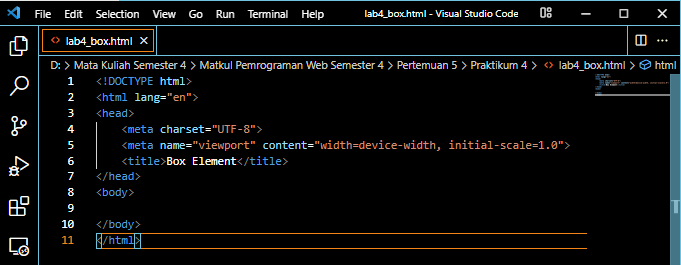 File Edit Selection View Go Run Terminal Help lab4_box.html - Visual Studio Code
<> lab4_box.html ×
D: > Mata Kuliah Semester 4 > Matkul Pemrograman Web Semester 4 > Pertemuan 5 > Praktikum 4 > <> lab4_box.html > html
1 <!DOCTYPE html>
2 <html lang="en">
3 <head>
4 <meta charset="UTF-8">
5 <meta name="viewport" content="width=device-width, initial-scale=1.0">
6 <title>Box Element</title>
7 </head>
8 <body>
9
10 </body>
11 </html>